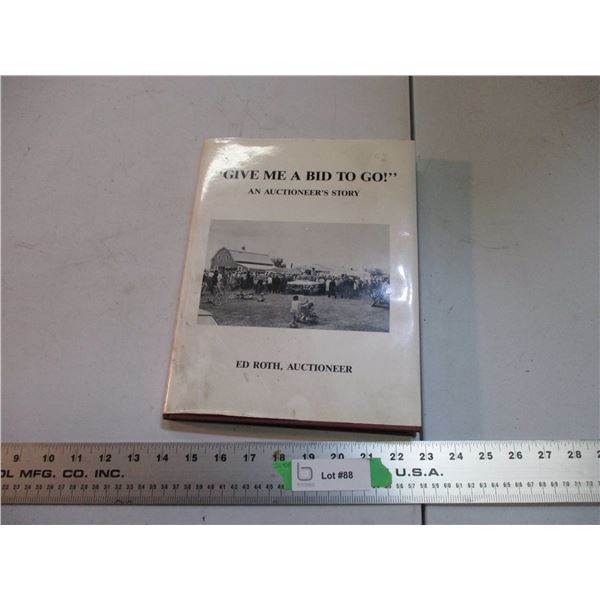 "GIVE ME A BID TO GO!"
AN AUCTIONEER'S STORY
ED ROTH, AUCTIONEER
9 10 11 12 13 14 15 16 17 18 19 20 21 22 23 24 25 26 27 28
OL MFG. CO. INC.
U.S.A.
b
Lot #88